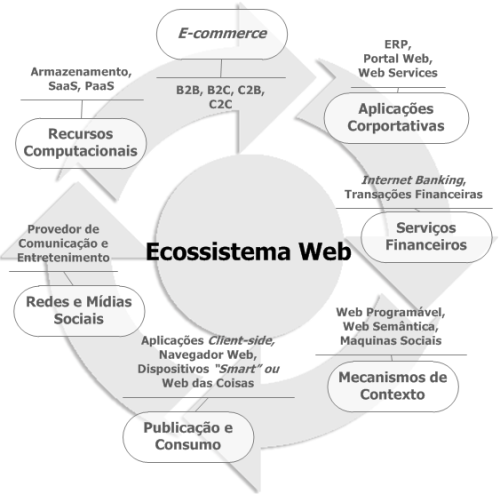 E-commerce
B2B, B2C, C2B,
C2C
ERP,
Portal Web,
Web Services
Aplicações
Corportativas
Internet Banking,
Transações Financeiras
Serviços
Financeiros
Web Programável,
Web Semântica,
Maquinas Sociais
Mecanismos de
Contexto
Aplicações Client-side,
Navegador Web,
Dispositivos “Smart” ou
Web das Coisas
Publicação e
Consumo
Provedor de
Comunicação e
Entretenimento
Redes e Mídias
Sociais
Armazenamento,
SaaS, PaaS
Recursos
Computacionais
Ecossistema Web